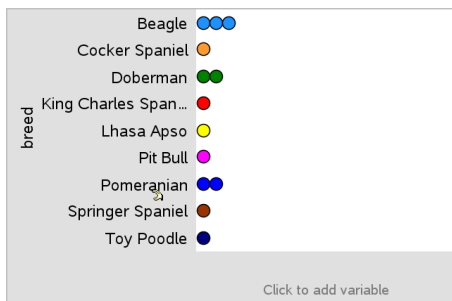 Beagle
Cocker Spaniel
Doberman
King Charles Span...
Lhasa Apso
Pit Bull
Pomeranian
Springer Spaniel
Toy Poodle
breed
Click to add variable